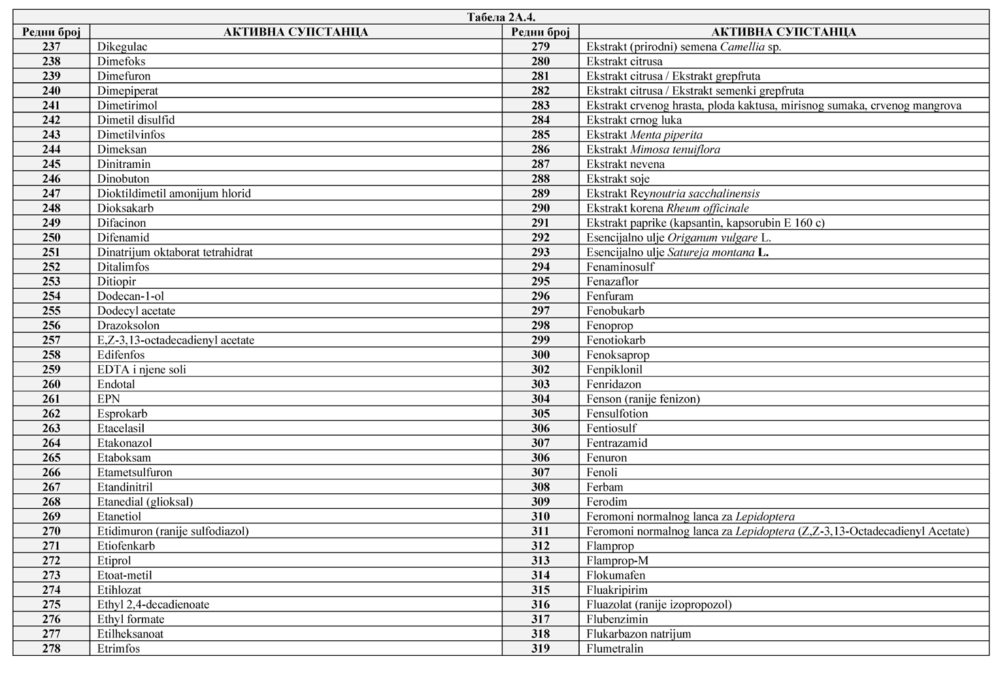 Табела 2А.4.
Редни број АКТИВНА СУПСТАНЦА Редни број АКТИВНА СУПСТАНЦА
237 Dikegulac 279 Ekstrakt (prirodni) semena Camellia sp.
238 Dimefoks 280 Ekstrakt citrusa
239 Dimefuron 281 Ekstrakt citrusa / Ekstrakt grepfruta
240 Dimepiperat 282 Ekstrakt citrusa / Ekstrakt semenki grepfruta
241 Dimetirimol 283 Ekstrakt crvenog hrasta, ploda kaktusa, mirisnog sumaka, crvenog mangrova
242 Dimetil disulfid 284 Ekstrakt crnog luka
243 Dimetilvinfos 285 Ekstrakt Menta piperita
244 Dimeksan 286 Ekstrakt Mimosa tenuiflora
245 Dinitramin 287 Ekstrakt nevena
246 Dinobuton 288 Ekstrakt soje
247 Dioktildimetil amonijum hlorid 289 Ekstrakt Reynoutria sacchalinensis
248 Dioksakarb 290 Ekstrakt korena Rheum officinale
249 Difacinon 291 Ekstrakt paprike (kapsantin, kapsorubin E 160 c)
250 Difenamid 292 Esencijalno ulje Origanum vulgare L.
251 Dinatrijum oktaborat tetrahidrat 293 Esencijalno ulje Satureja montana L.
252 Ditalimfos 294 Fenaminosulf
253 Ditiopir 295 Fenazaflor
254 Dodecan-1-ol 296 Fenfuram
255 Dodecyl acetate 297 Fenobukarb
256 Drazoksolon 298 Fenoprop
257 E,Z-3,13-octadecadienyl acetate 299 Fenotiokarb
258 Edifenfos 300 Fenoksaprop
259 EDTA i njene soli 302 Fenpiklonil
260 Endotal 303 Fenridazon
261 EPN 304 Fenson (ranije fenizon)
262 Esprokarb 305 Fensulfotion
263 Etacelasil 306 Fentiosulf
264 Etakonazol 307 Fentrazamid
265 Etaboksam 306 Fenuron
266 Etametsulfuron 307 Fenoli
267 Etandinitril 308 Ferbam
268 Etanedial (glioksal) 309 Ferodim
269 Etanetiol 310 Feromoni normalnog lanca za Lepidoptera
270 Etidimuron (ranije sulfodiazol) 311 Feromoni normalnog lanca za Lepidoptera (Z,Z-3,13-Octadecadienyl Acetate)
271 Etiofenkarb 312 Flamprop
272 Etiprol 313 Flamprop-M
273 Etoat-metil 314 Flokumafen
274 Etihlozat 315 Fluakripirim
275 Ethyl 2,4-decadienoate 316 Fluazolat (ranije izopropozol)
276 Ethyl formate 317 Flubenzimin
277 Etilheksanoat 318 Flukarbazon natrijum
278 Etrimfos 319 Flumetralin